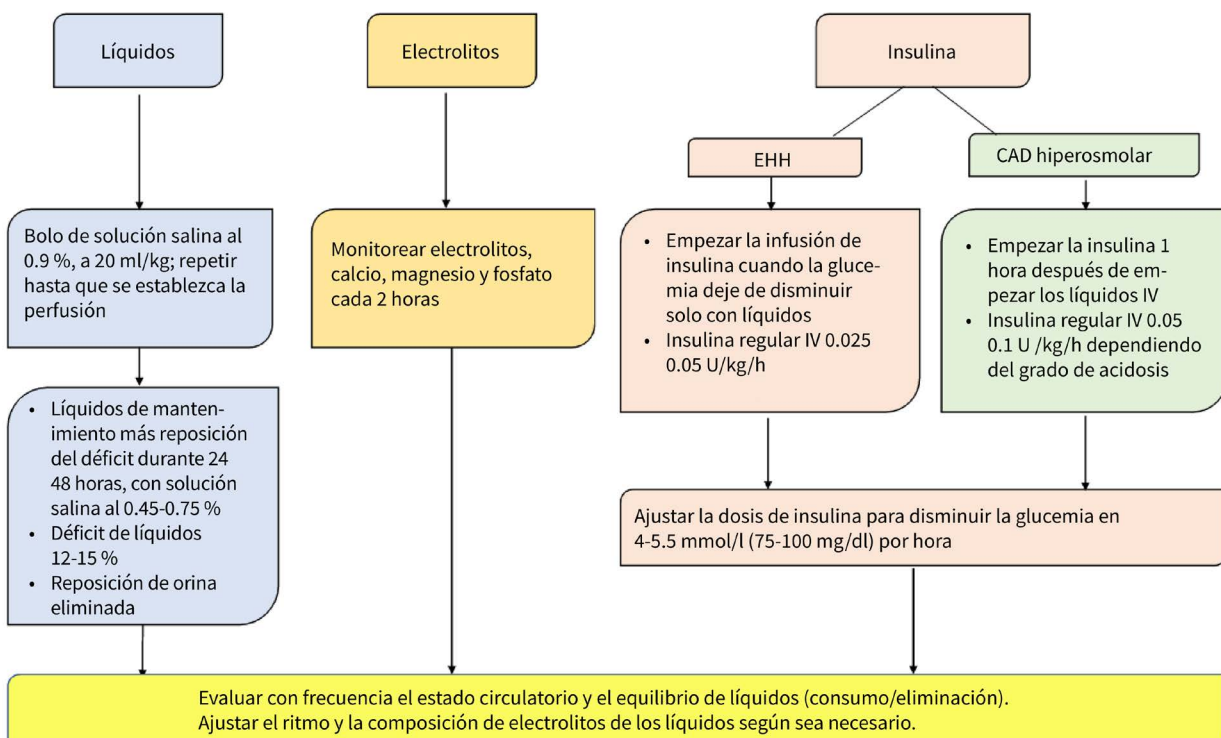 Líquidos
Electrolitos
Insulina
EHH
CAD hiperosmolar
Bolo de solución salina al
0.9 %, a 20 ml/kg; repetir
hasta que se establezca la
perfusión
Monitorear electrolitos,
calcio, magnesio y fosfato
cada 2 horas
• Empezar la infusión de
insulina cuando la gluce-
mia deje de disminuir
solo con líquidos
• Insulina regular IV 0.025
0.05 U/kg/h
• Empezar la insulina 1
hora después de em-
pezar los líquidos IV
• Insulina regular IV 0.05
0.1 U /kg/h dependiendo
del grado de acidosis
• Líquidos de manten-
imiento más reposición
del déficit durante 24
48 horas, con solución
salina al 0.45-0.75 %
• Déficit de líquidos
12-15 %
• Reposición de orina
eliminada
Ajustar la dosis de insulina para disminuir la glucemia en
4-5.5 mmol/l (75-100 mg/dl) por hora
Evaluar con frecuencia el estado circulatorio y el equilibrio de líquidos (consumo/eliminación).
Ajustar el ritmo y la composición de electrolitos de los líquidos según sea necesario.